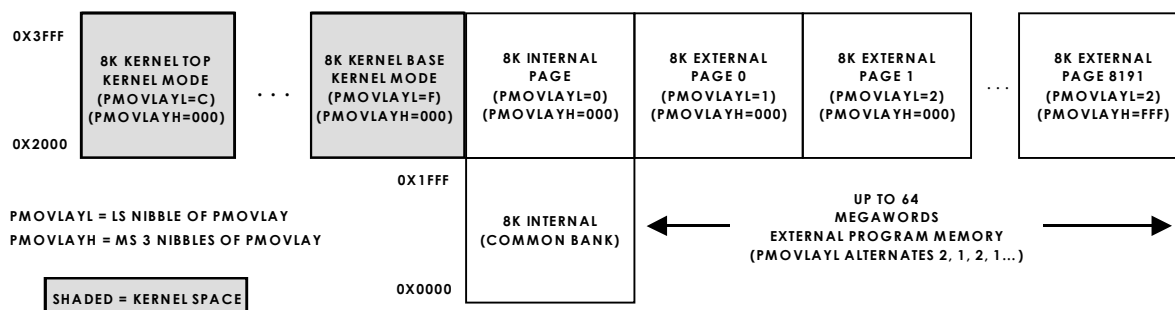 0X3FFF
0X2000
8K KERNEL TOP
KERNEL MODE
(PMOVLAYL=C)
(PMOVLAYH=000)
. . .
8K KERNEL BASE
KERNEL MODE
(PMOVLAYL=F)
(PMOVLAYH=000)
8K INTERNAL
PAGE
(PMOVLAYL=0)
(PMOVLAYH=000)
8K EXTERNAL
PAGE 0
(PMOVLAYL=1)
(PMOVLAYH=000)
8K EXTERNAL
PAGE 1
(PMOVLAYL=2)
(PMOVLAYH=000)
. . .
8K EXTERNAL
PAGE 8191
(PMOVLAYL=2)
(PMOVLAYH=FFF)
0X1FFF
0X0000
8K INTERNAL
(COMMON BANK)
UP TO 64
MEGAWORDS
EXTERNAL PROGRAM MEMORY
(PMOVLAYL ALTERNATES 2, 1, 2, 1...)
PMOVLAYL = LS NIBBLE OF PMOVLAY
PMOVLAYH = MS 3 NIBBLES OF PMOVLAY
SHADED = KERNEL SPACE